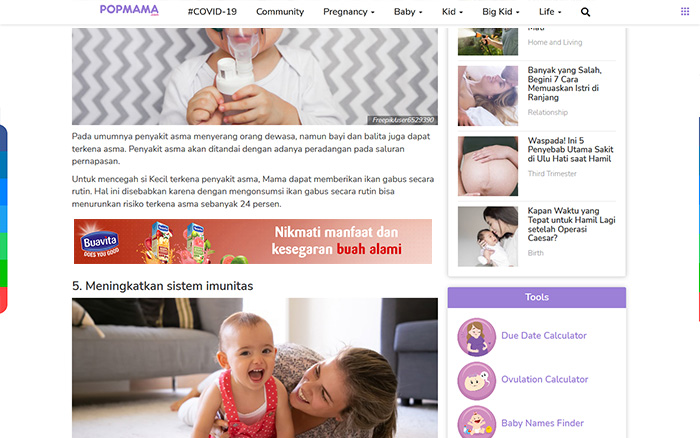 POPMAMA
.com
#COVID-19
Community
Pregnancy
Baby
Kid
Big Kid
Life
Freepik/user6529390
Pada umumnya penyakit asma menyerang orang dewasa, namun bayi dan balita juga dapat
terkena asma. Penyakit asma akan ditandai dengan adanya peradangan pada saluran
pernapasan.
Untuk mencegah si Kecil terkena penyakit asma, Mama dapat memberikan ikan gabus secara
rutin. Hal ini disebabkan karena dengan mengonsumsi ikan gabus secara rutin bisa
menurunkan risiko terkena asma sebanyak 24 persen.
Buavita
DOES YOU GOOD
Nikmati manfaat dan
kesegaran buah alami
5. Meningkatkan sistem imunitas
Home and Living
Banyak yang Salah,
Begini 7 Cara
Memuaskan Istri di
Ranjang
Relationship
Waspada! Ini 5
Penyebab Utama Sakit
di Ulu Hati saat Hamil
Third Trimester
Kapan Waktu yang
Tepat untuk Hamil Lagi
setelah Operasi
Caesar?
Birth
Tools
Due Date Calculator
Ovulation Calculator
Baby Names Finder